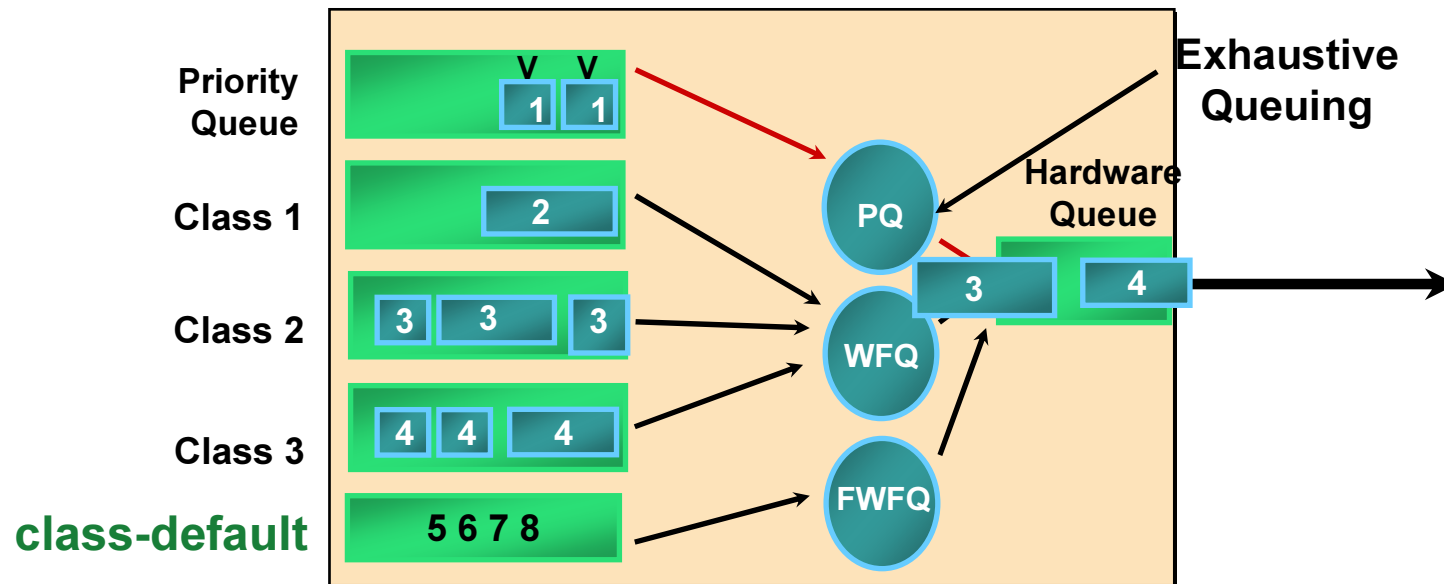 Priority
Queue
V V
1 1
Exhaustive
Queuing
PQ
Hardware
Queue
Class 1
2
3
4
Class 2
3 3 3
WFQ
Class 3
4 4 4
FWFQ
class-default
5 6 7 8